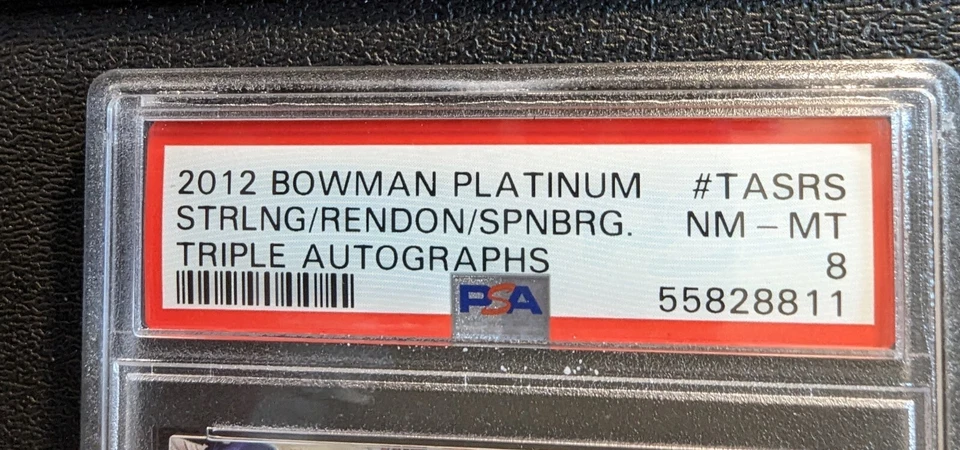 2012 BOWMAN PLATINUM #TASRS
STRLNG/RENDON/SPNBRG. NM - MT
TRIPLE AUTOGRAPHS 8
PSA 55828811